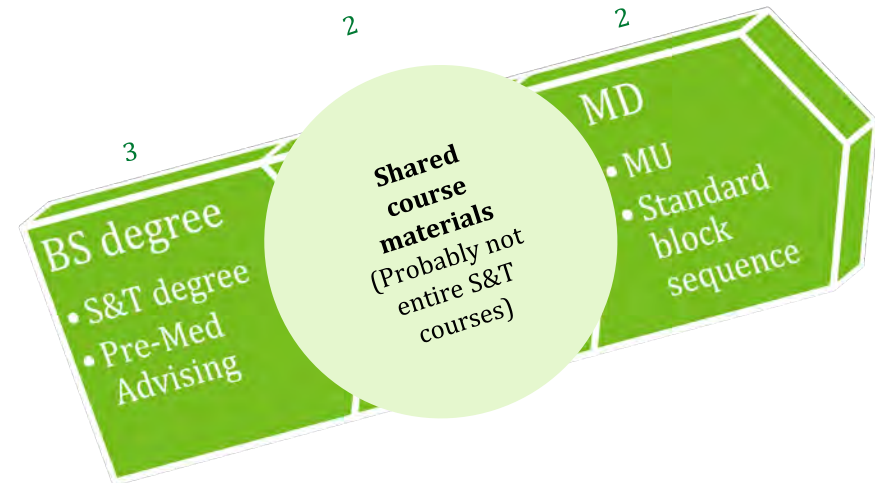 3
2
2
BS degree
• S&T degree
• Pre-Med
Advising
Shared
course
materials
(Probably not
entire S&T
courses)
MD
• MU
• Standard
block
sequence